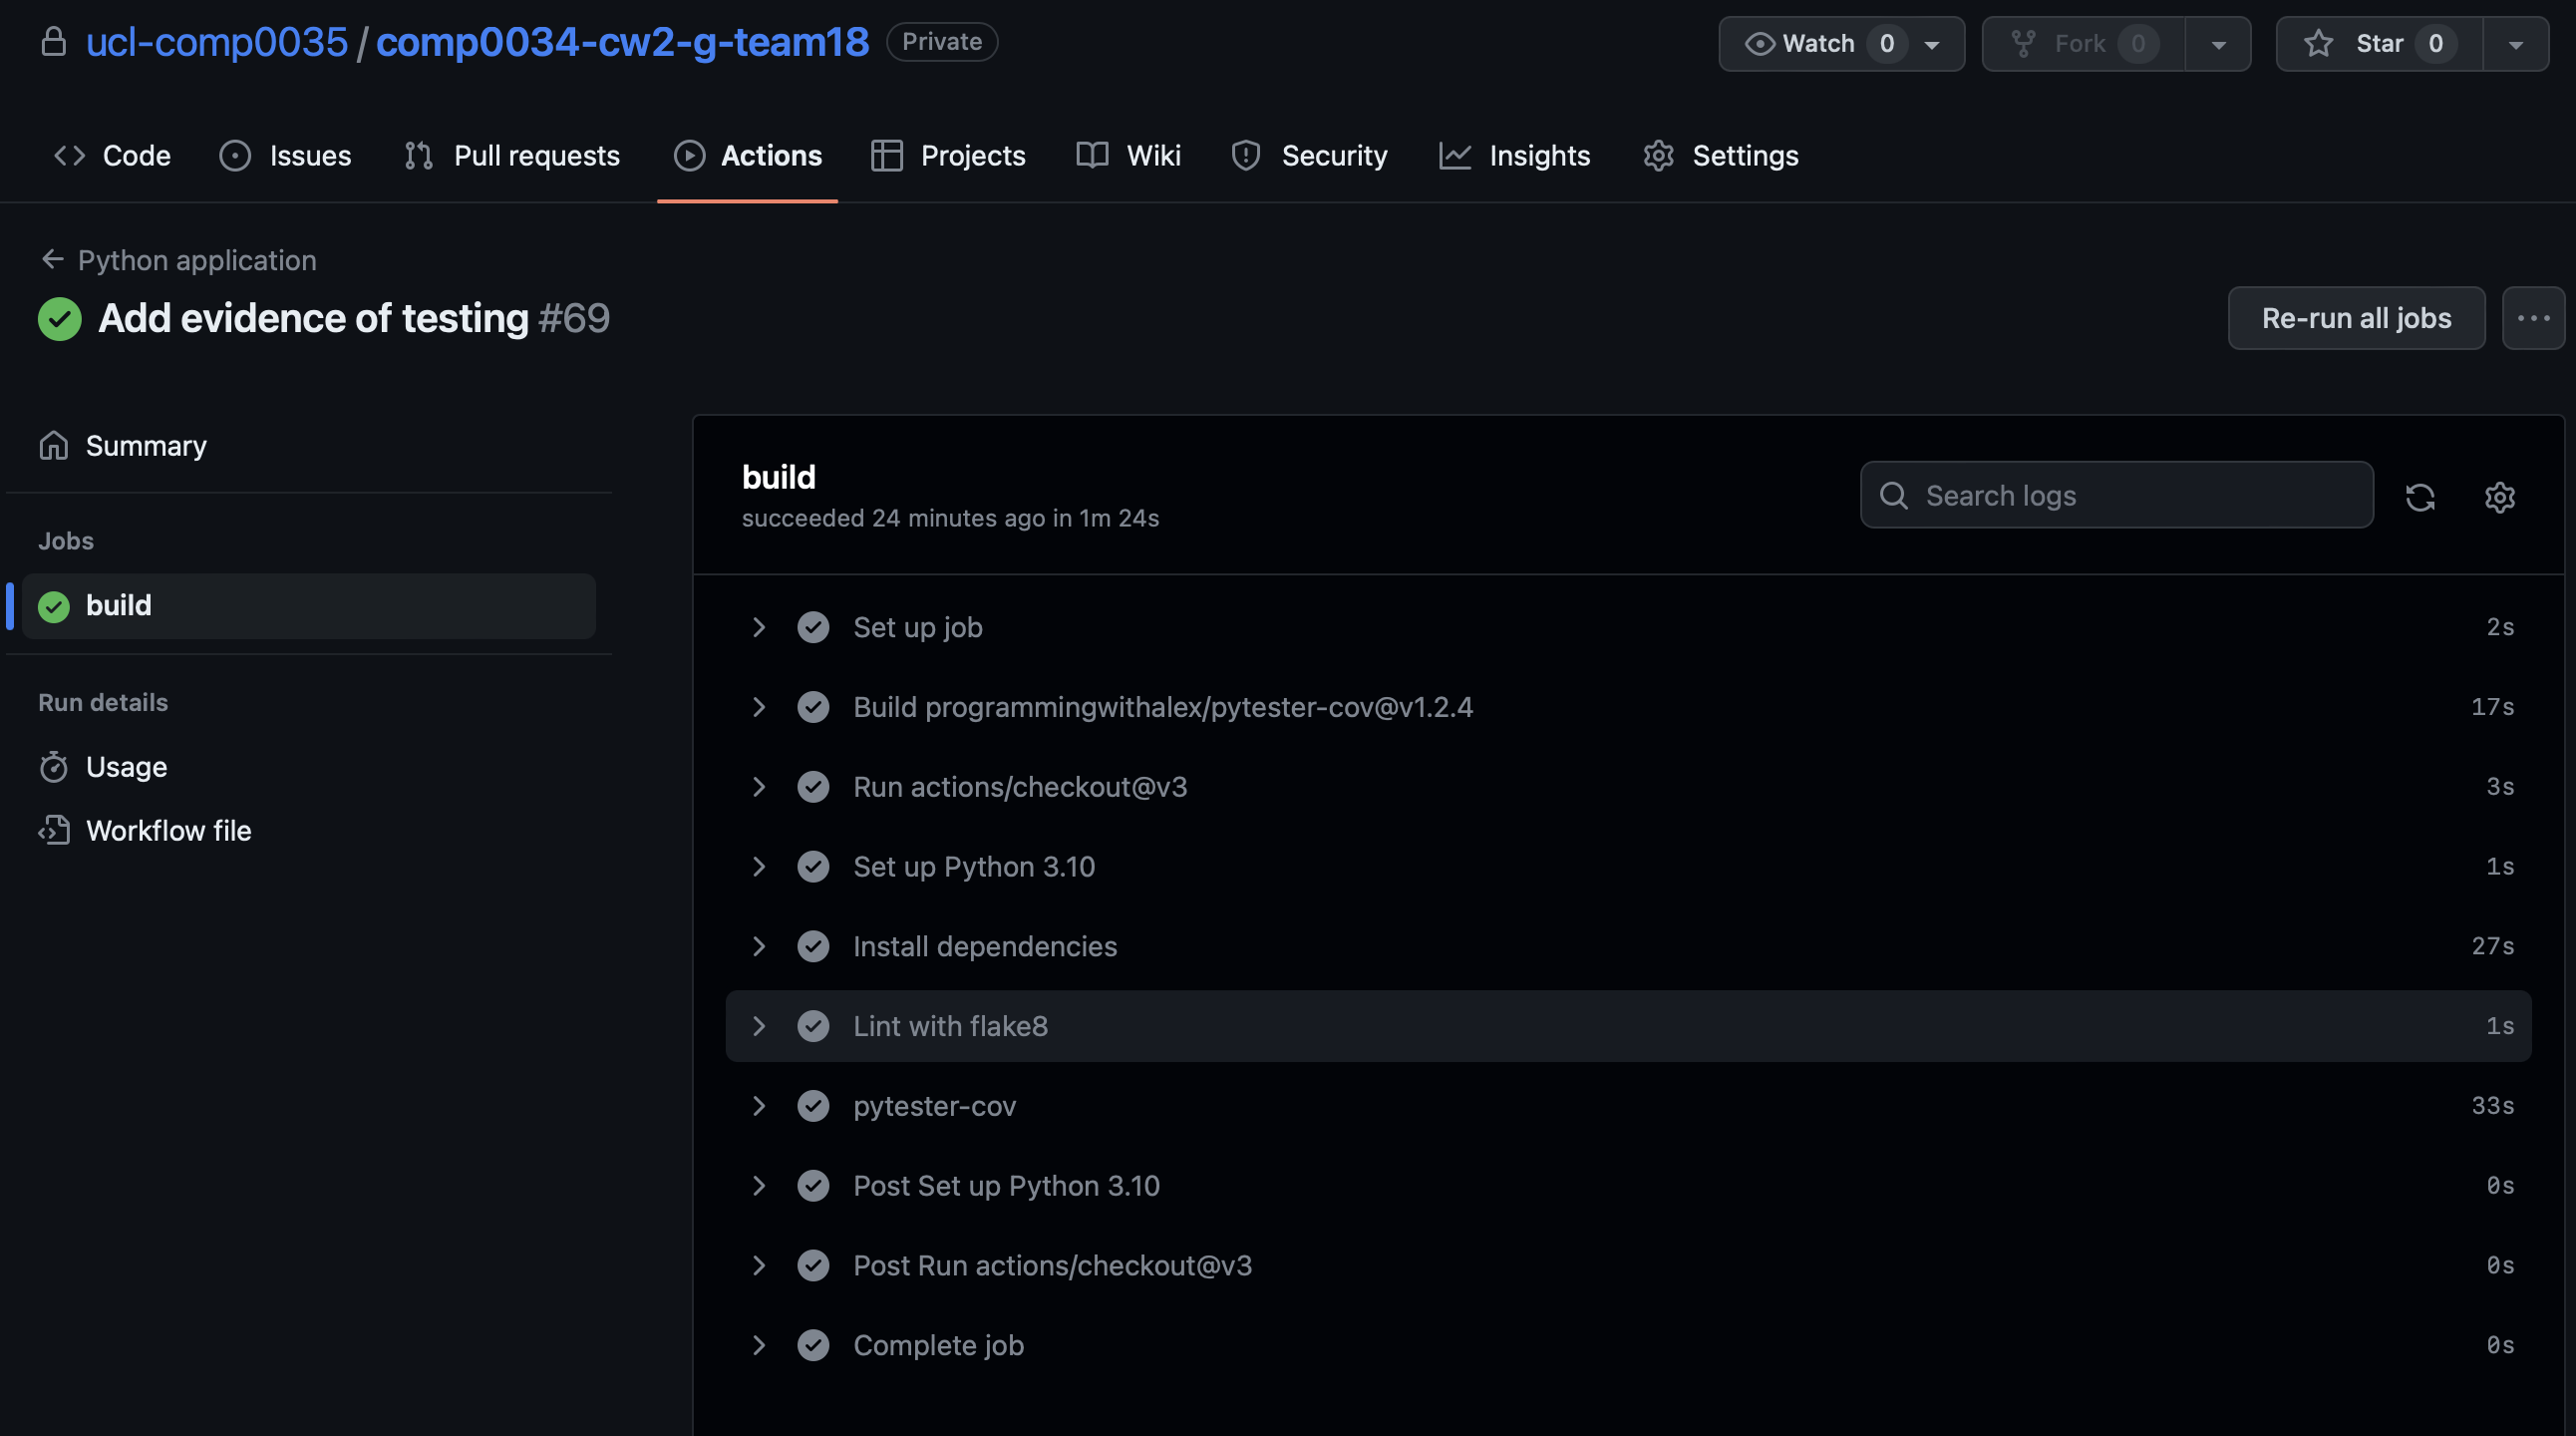 ucl-comp0035 / comp0034-cw2-g-team18 Private Watch 0 Fork 0 Star 0
Code Issues Pull requests Actions Projects Wiki Security Insights Settings
Python application
Add evidence of testing #69 Re-run all jobs
Summary
Jobs
build
Run details
Usage
Workflow file
build
succeeded 24 minutes ago in 1m 24s
Search logs
Set up job 2s
Build programmingwithalex/pytester-cov@v1.2.4 17s
Run actions/checkout@v3 3s
Set up Python 3.10 1s
Install dependencies 27s
Lint with flake8 1s
pytester-cov 33s
Post Set up Python 3.10 0s
Post Run actions/checkout@v3 0s
Complete job 0s